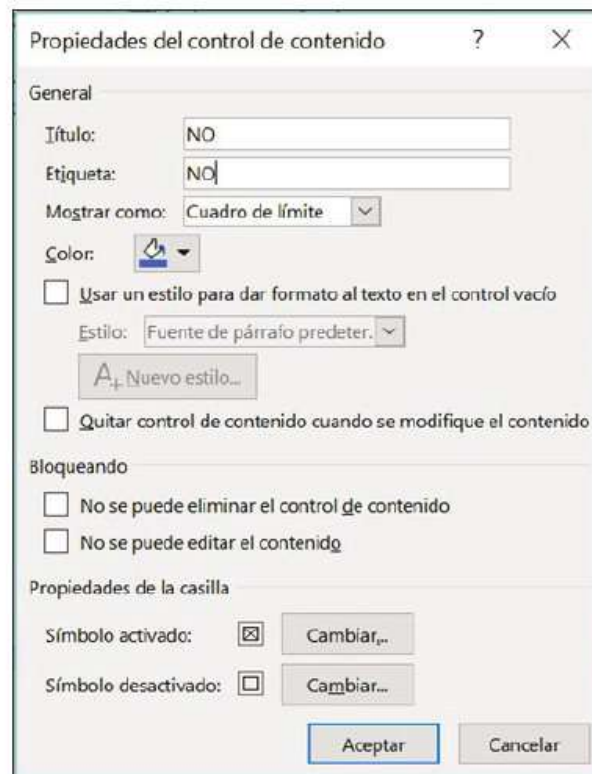 Propiedades del control de contenido ?
General
Título: NO
Etiqueta: NO
Mostrar como: Cuadro de límite
Color:
Usar un estilo para dar formato al texto en el control vacío
Estilo: Fuente de párrafo predeter.
A+ Nuevo estilo...
Quitar control de contenido cuando se modifique el contenido
Bloqueando
No se puede eliminar el control de contenido
No se puede editar el contenido
Propiedades de la casilla
Símbolo activado: Cambiar...
Símbolo desactivado: Cambiar...
Aceptar Cancelar